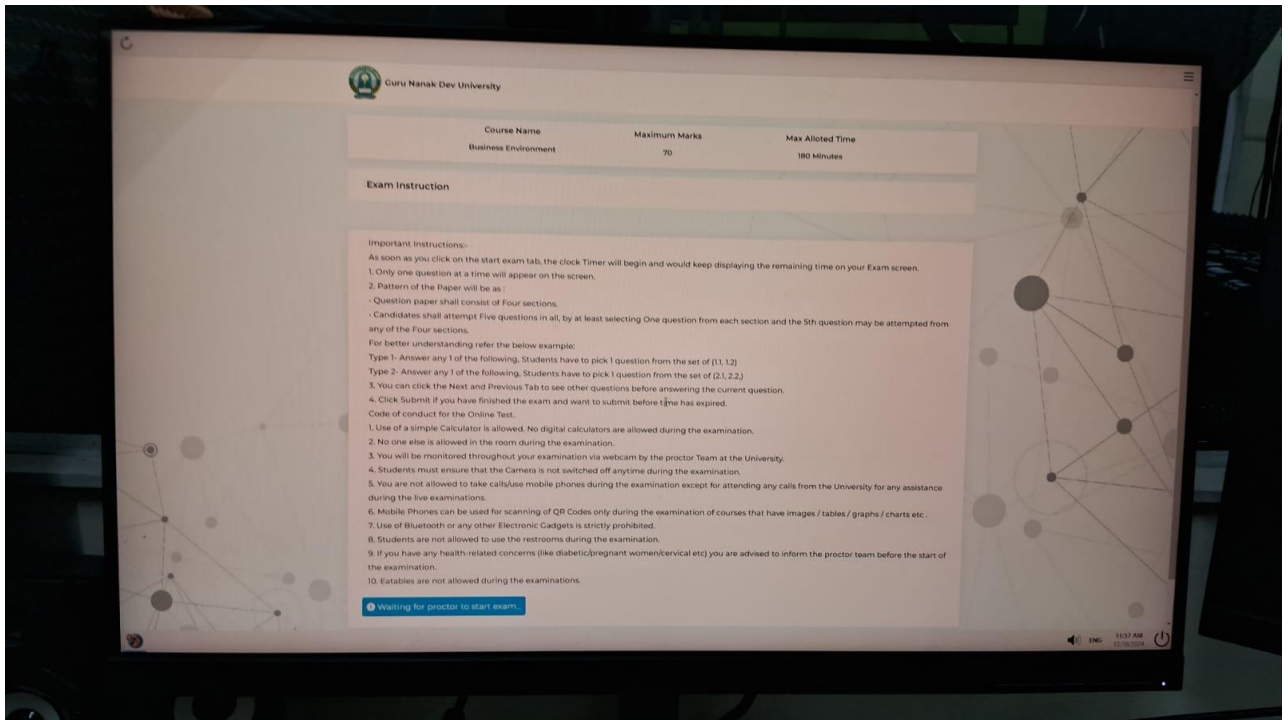 Guru Nanak Dev University
Course Name
Maximum Marks
Max Alloted Time
Business Environment
70
180 Minutes
Exam Instruction
Important Instructions:-
As soon as you click on the start exam tab, the clock Timer will begin and would keep displaying the remaining time on your Exam screen.
1. Only one question at a time will appear on the screen.
2. Pattern of the Paper will be as :
- Question paper shall consist of Four sections.
- Candidates shall attempt Five questions in all, by at least selecting One question from each section and the 5th question may be attempted from
any of the Four sections.
For better understanding refer the below example:
Type 1- Answer any 1 of the following, Students have to pick 1 question from the set of (1.1, 1.2)
Type 2- Answer any 1 of the following, Students have to pick 1 question from the set of (2.1, 2.2,)
3. You can click the Next and Previous Tab to see other questions before answering the current question.
4. Click Submit if you have finished the exam and want to submit before time has expired.
Code of conduct for the Online Test.
1. Use of a simple Calculator is allowed. No digital calculators are allowed during the examination.
2. No one else is allowed in the room during the examination.
3. You will be monitored throughout your examination via webcam by the proctor Team at the University.
4. Students must ensure that the Camera is not switched off anytime during the examination.
5. You are not allowed to take calls/use mobile phones during the examination except for attending any calls from the University for any assistance
during the live examinations.
6. Mobile Phones can be used for scanning of QR Codes only during the examination of courses that have images / tables / graphs / charts etc .
7. Use of Bluetooth or any other Electronic Gadgets is strictly prohibited.
8. Students are not allowed to use the restrooms during the examination.
9. If you have any health-related concerns (like diabetic/pregnant women/cervical etc) you are advised to inform the proctor team before the start of
the examination.
10. Eatables are not allowed during the examinations.
Waiting for proctor to start exam...
ENG
11:57 AM